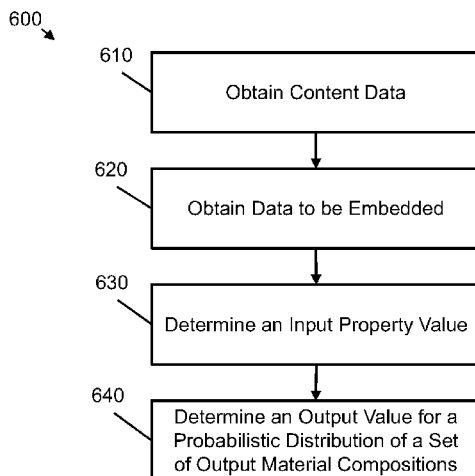 600
610
Obtain Content Data
620
Obtain Data to be Embedded
630
Determine an Input Property Value
640
Determine an Output Value for a
Probabilistic Distribution of a Set
of Output Material Compositions